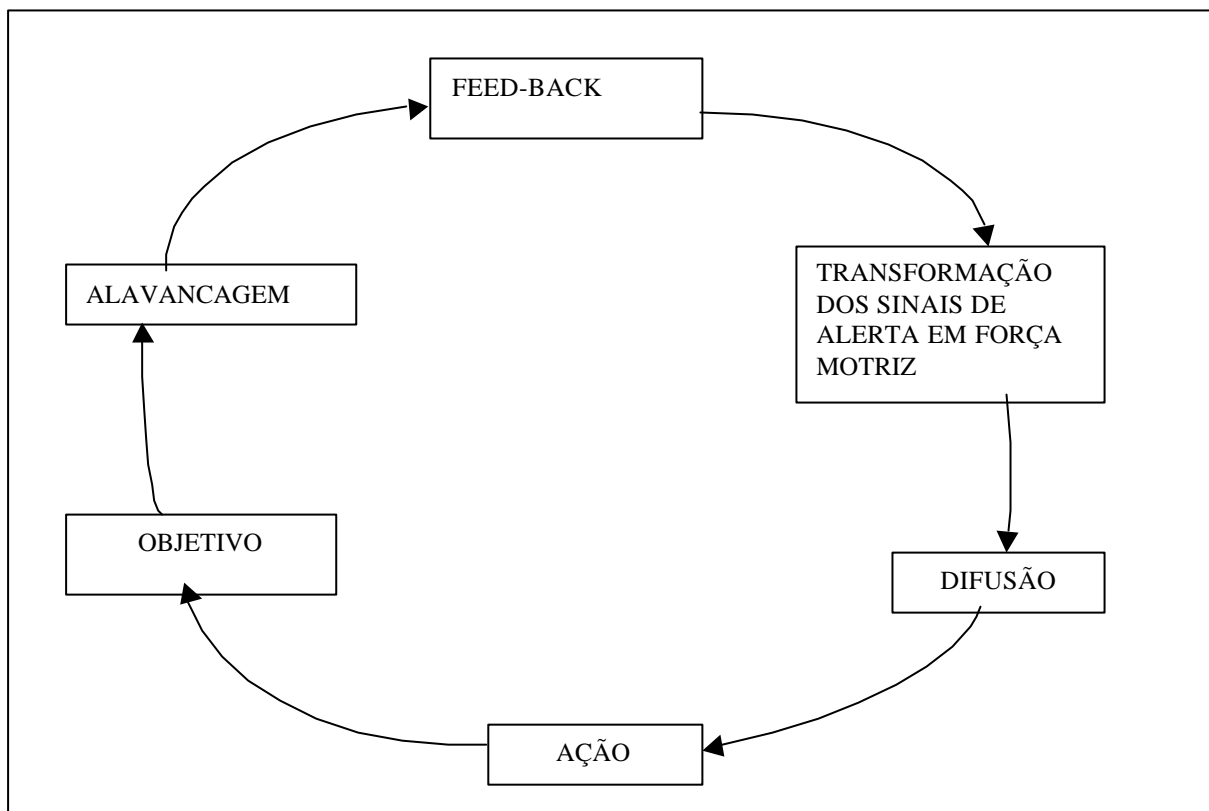 FEED-BACK
TRANSFORMAÇÃO
DOS SINAIS DE
ALERTA EM FORÇA
MOTRIZ
ALAVANCAGEM
OBJETIVO
DIFUSÃO
AÇÃO